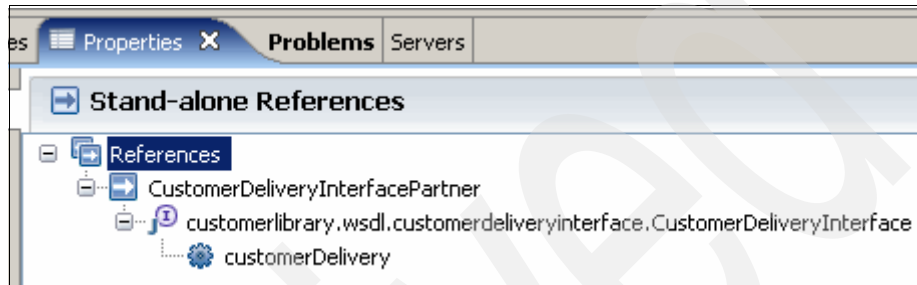 es Properties Problems Servers
Stand-alone References
References
CustomerDeliveryInterfacePartner
customerlibrary.wsdl.customerdeliveryinterface.CustomerDeliveryInterface
customerDelivery